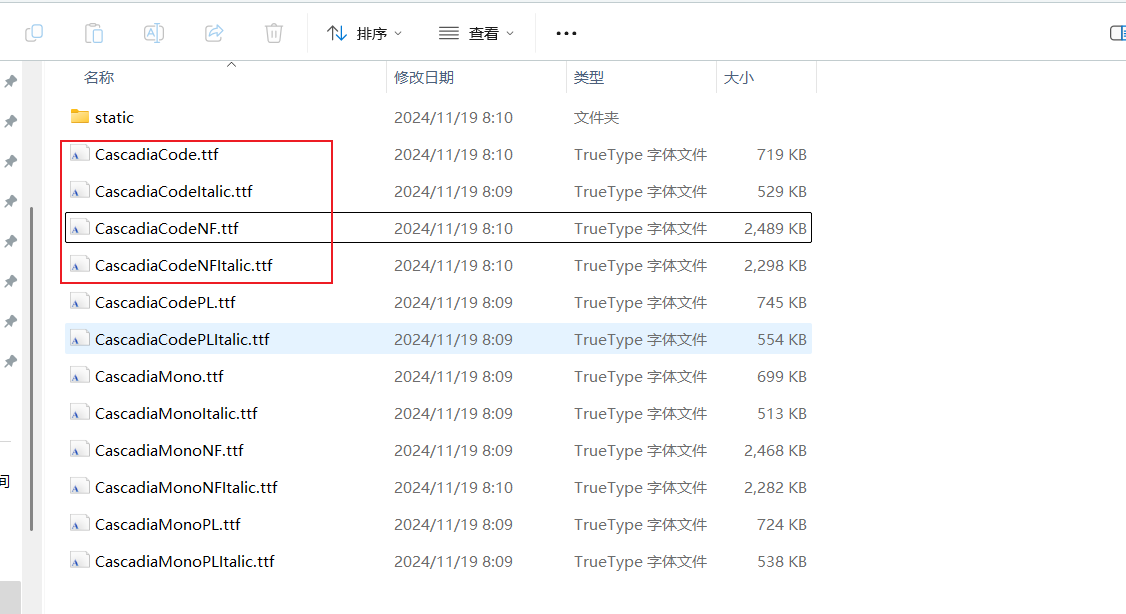 排序 查看
名称 修改日期 类型 大小
static 2024/11/19 8:10 文件夹
CascadiaCode.ttf 2024/11/19 8:10 TrueType 字体文件 719 KB
CascadiaCodeItalic.ttf 2024/11/19 8:09 TrueType 字体文件 529 KB
CascadiaCodeNF.ttf 2024/11/19 8:10 TrueType 字体文件 2,489 KB
CascadiaCodeNFItalic.ttf 2024/11/19 8:10 TrueType 字体文件 2,298 KB
CascadiaCodePL.ttf 2024/11/19 8:09 TrueType 字体文件 745 KB
CascadiaCodePLItalic.ttf 2024/11/19 8:09 TrueType 字体文件 554 KB
CascadiaMono.ttf 2024/11/19 8:09 TrueType 字体文件 699 KB
CascadiaMonoItalic.ttf 2024/11/19 8:09 TrueType 字体文件 513 KB
CascadiaMonoNF.ttf 2024/11/19 8:09 TrueType 字体文件 2,468 KB
间
CascadiaMonoNFItalic.ttf 2024/11/19 8:10 TrueType 字体文件 2,282 KB
CascadiaMonoPL.ttf 2024/11/19 8:09 TrueType 字体文件 724 KB
CascadiaMonoPLItalic.ttf 2024/11/19 8:09 TrueType 字体文件 538 KB